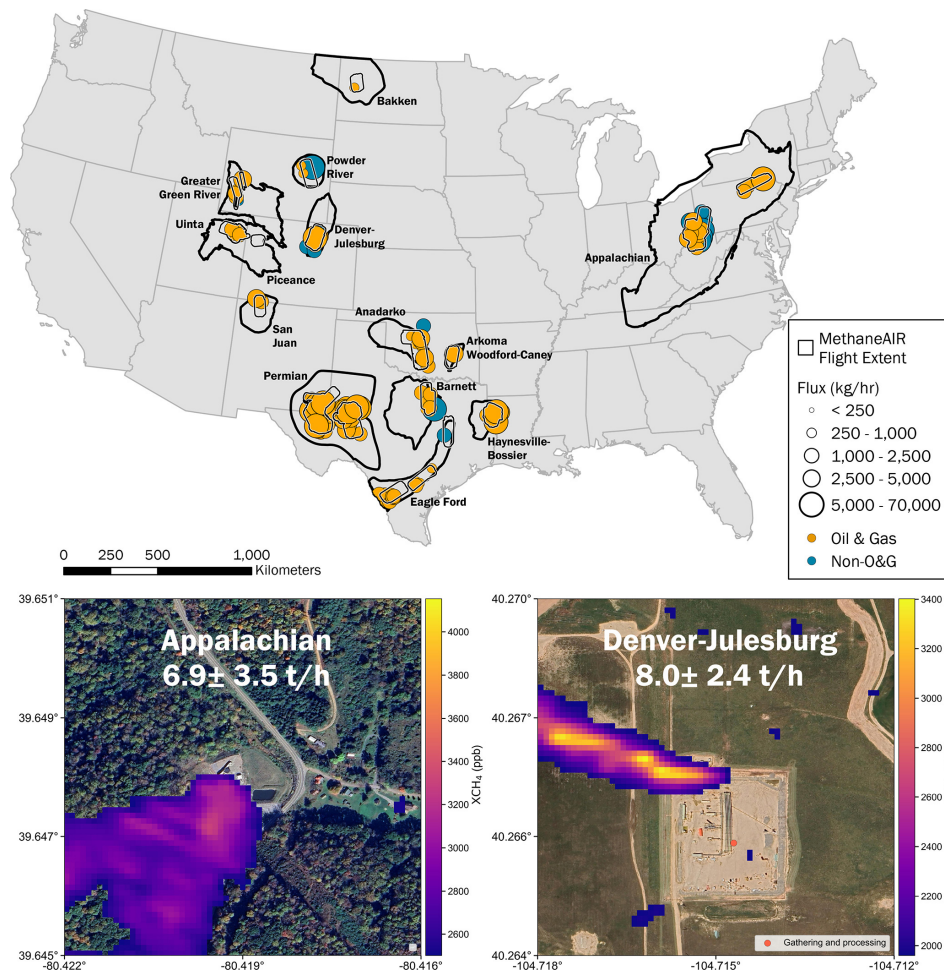 Bakken
Powder
River
Greater
Green River
Uinta
Denver-
Julesburg
Piceance
Appalachian
San
Juan
Anadarko
Arkoma
Woodford-Caney
Permian
Barnett
Haynesville-
Bossier
Eagle Ford
MethaneAIR
Flight Extent
Flux (kg/hr)
< 250
250 - 1,000
1,000 - 2,500
2,500 - 5,000
5,000 - 70,000
Oil & Gas
Non-O&G
0 250 500 1,000
Kilometers
39.651°
39.649°
39.647°
39.645°
-80.422° -80.419° -80.416°
Appalachian
6.9± 3.5 t/h
4000
3800
3600
3400
3200
3000
2800
2600
XCH₄ (ppb)
40.270°
40.267°
40.266°
40.264°
-104.718° -104.715° -104.712°
Denver-Julesburg
8.0± 2.4 t/h
Gathering and processing
3400
3200
3000
2800
2600
2400
2200
2000